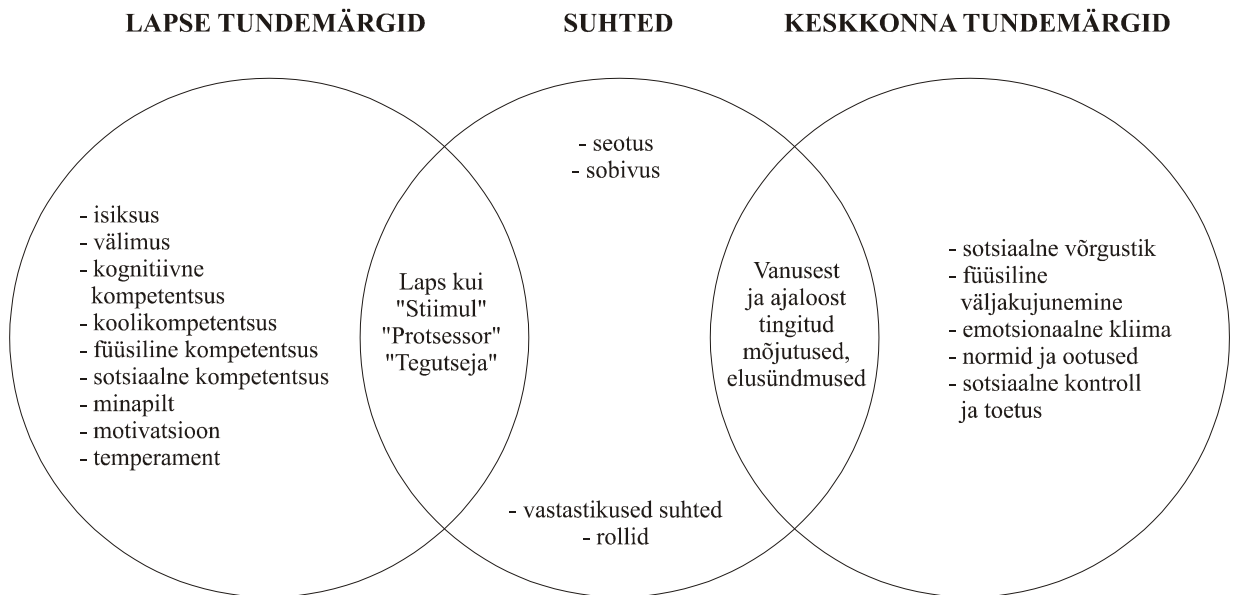 LAPSE TUNDEMÄRGID
SUHTED
KESKKONNA TUNDEMÄRGID
- isiksus
- välimus
- kognitiivne
kompetentsus
- koolikompetentsus
- füüsiline kompetentsus
- sotsiaalne kompetentsus
- minapilt
- motivatsioon
- temperament
Laps kui
"Stiimul"
"Protsessor"
"Tegutseja"
- seotus
- sobivus
- vastastikused suhted
- rollid
Vanusest
ja ajaloost
tingitud
mõjutused,
elusündmused
- sotsiaalne võrgustik
- füüsiline
väljakujunemine
- emotsionaalne kliima
- normid ja ootused
- sotsiaalne kontroll
ja toetus